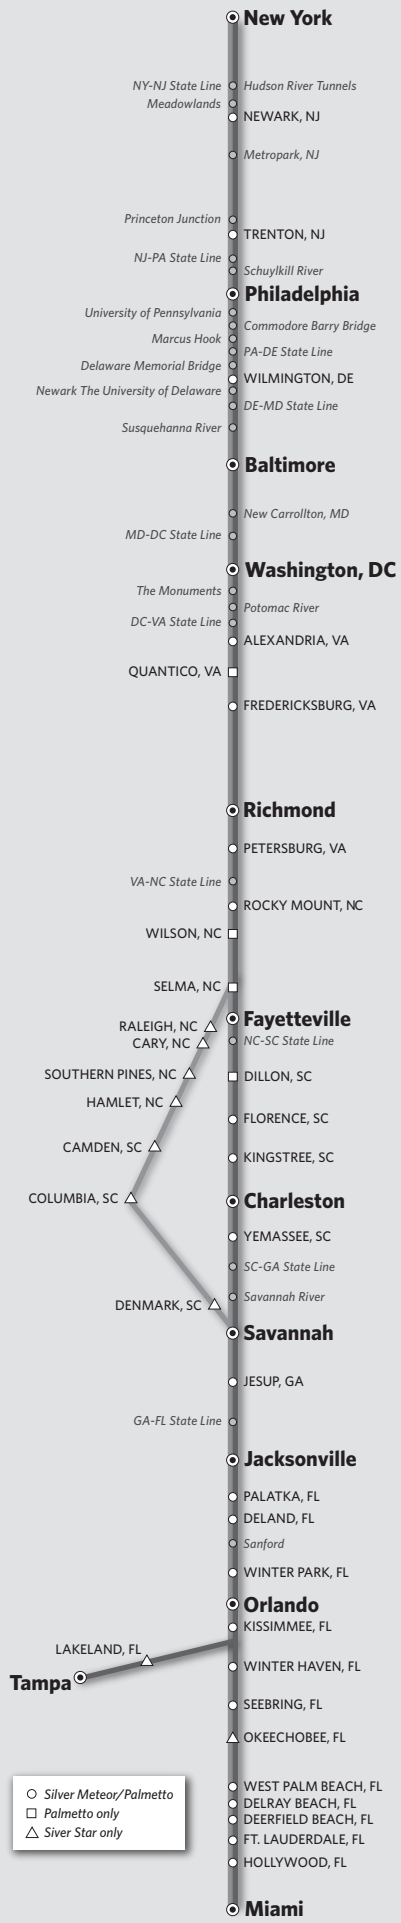 New York
NY-NJ State Line
Hudson River Tunnels
Meadowlands
NEWARK, NJ
Metropark, NJ
Princeton Junction
TRENTON, NJ
NJ-PA State Line
Schuylkill River
Philadelphia
University of Pennsylvania
Commodore Barry Bridge
Marcus Hook
PA-DE State Line
Delaware Memorial Bridge
WILMINGTON, DE
Newark The University of Delaware
DE-MD State Line
Susquehanna River
Baltimore
New Carrollton, MD
MD-DC State Line
Washington, DC
The Monuments
Potomac River
DC-VA State Line
ALEXANDRIA, VA
QUANTICO, VA
FREDERICKSBURG, VA
Richmond
PETERSBURG, VA
VA-NC State Line
ROCKY MOUNT, NC
WILSON, NC
SELMA, NC
Fayetteville
RALEIGH, NC
NC-SC State Line
CARY, NC
SOUTHERN PINES, NC
DILLON, SC
HAMLET, NC
FLORENCE, SC
CAMDEN, SC
KINGSTREE, SC
COLUMBIA, SC
Charleston
YEMASSEE, SC
SC-GA State Line
Savannah River
DENMARK, SC
Savannah
JESUP, GA
GA-FL State Line
Jacksonville
PALATKA, FL
DELAND, FL
Sanford
WINTER PARK, FL
Orlando
KISSIMMEE, FL
LAKELAND, FL
WINTER HAVEN, FL
Tampa
SEEBRING, FL
OKEECHOBEE, FL
WEST PALM BEACH, FL
DELRAY BEACH, FL
DEERFIELD BEACH, FL
FT. LAUDERDALE, FL
HOLLYWOOD, FL
Miami
Silver Meteor/Palmetto
Palmetto only
Siver Star only